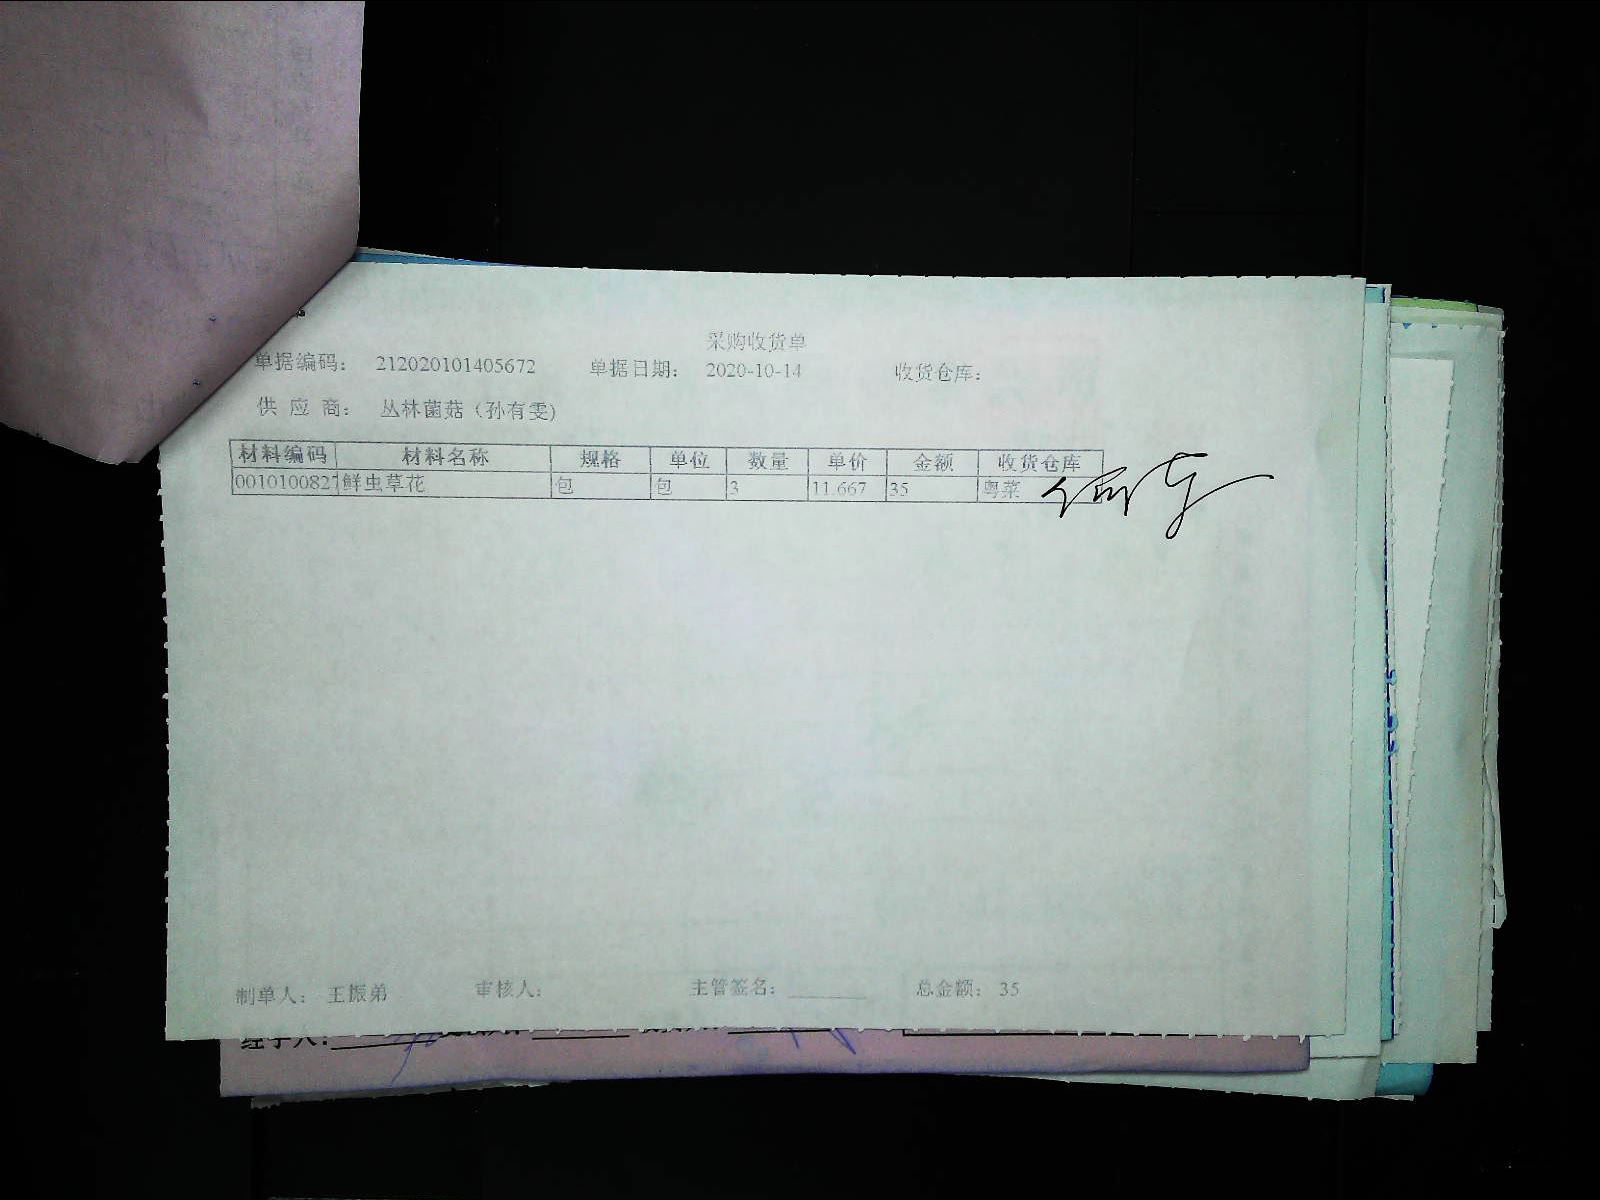 采购收货单
单据编码： 212020101405672 单据日期： 2020-10-14 收货仓库：
供 应 商： 丛林菌菇（孙有雯）
材料编码 材料名称 规格 单位 数量 单价 金额 收货仓库
0010100827 鲜虫草花 包 包 3 11.667 35 粤菜
制单人： 王振弟 审核人： 主管签名： 总金额： 35
经手人：